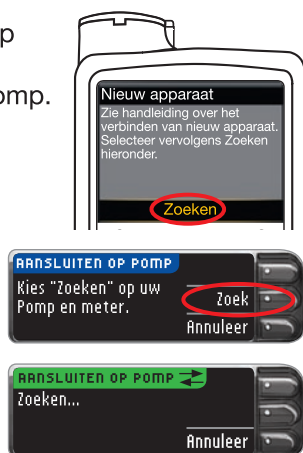 p
omp.
Nieuw apparaat
Zie handleiding over het
verbinden van nieuw apparaat.
Selecteer vervolgens Zoeken
hieronder.
Zoeken
AANSLUITEN OP POMP
Kies "Zoeken" op uw
Pomp en meter.
Zoek
Annuleer
AANSLUITEN OP POMP
Zoeken...
Annuleer